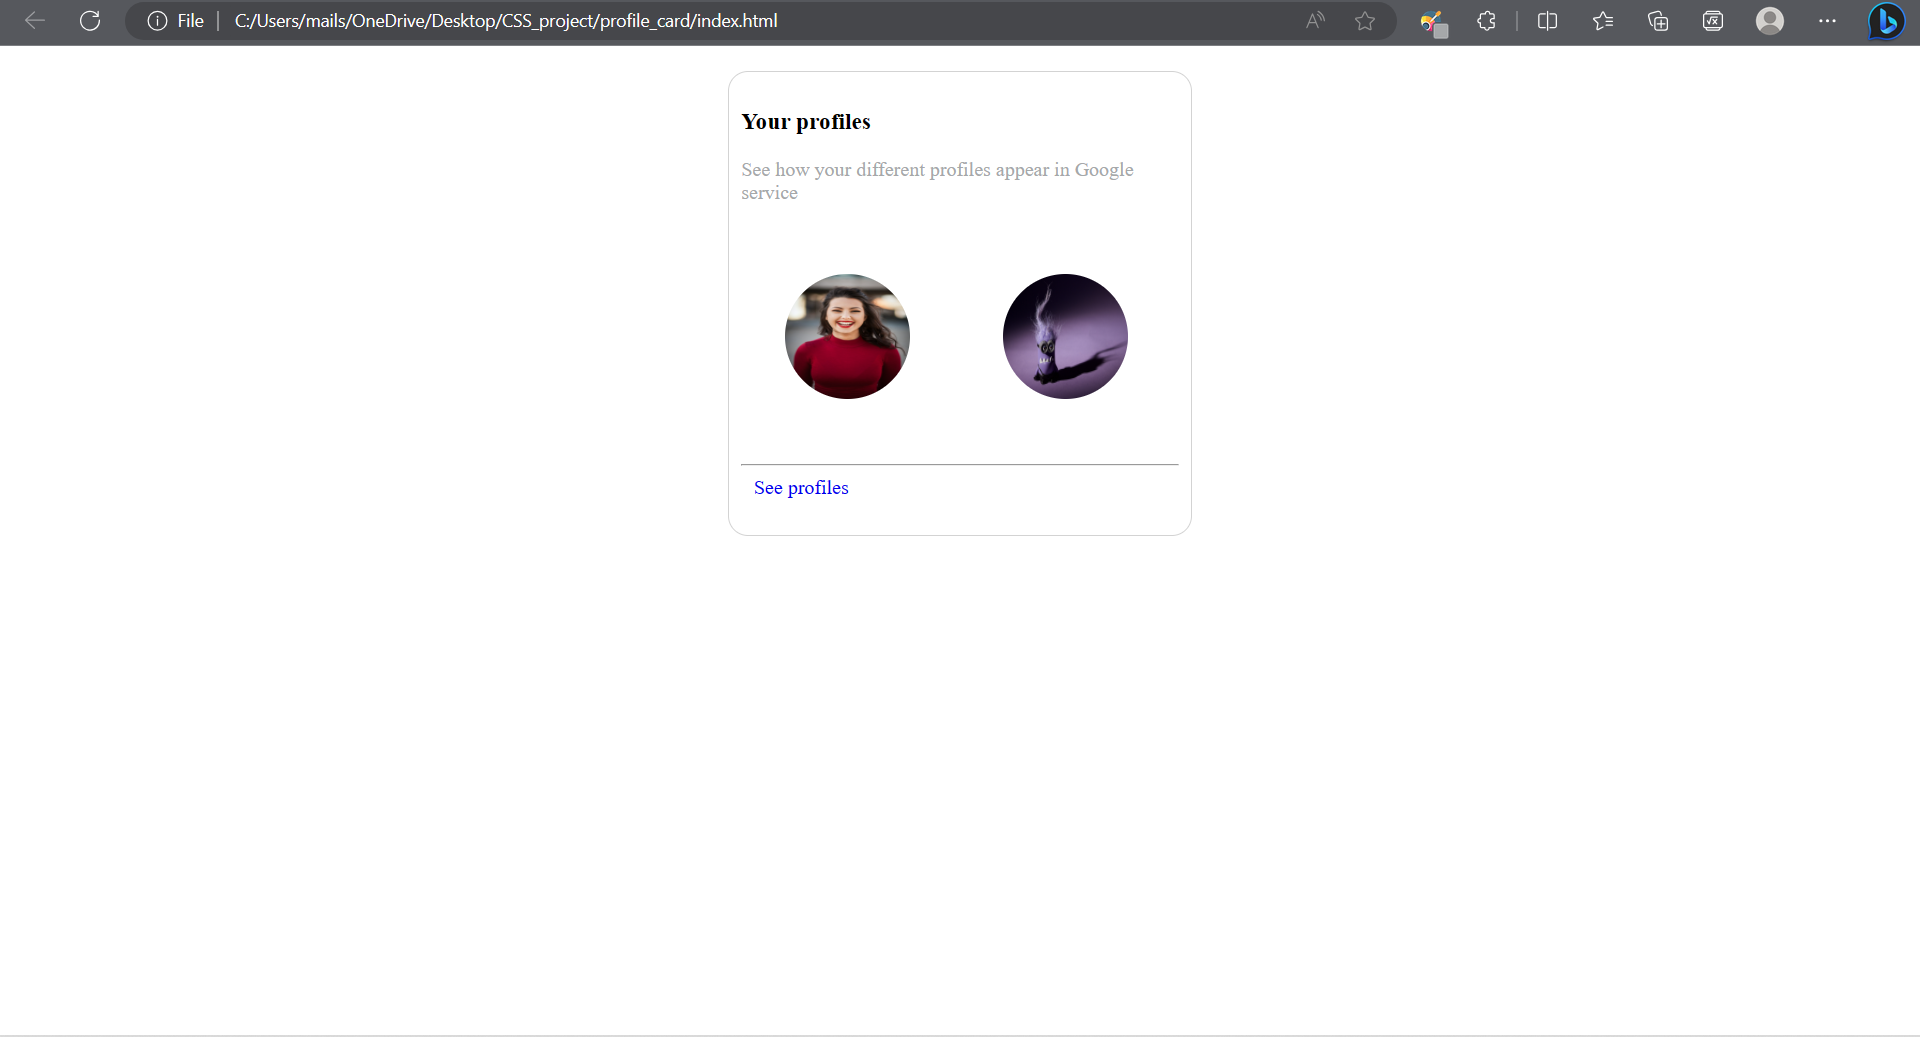 File
C:/Users/mails/OneDrive/Desktop/CSS_project/profile_card/index.html
Your profiles
See how your different profiles appear in Google
service
See profiles